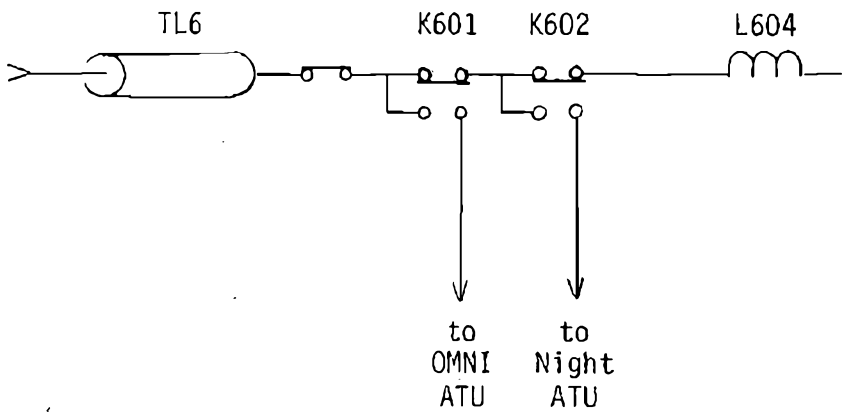 TL6
K601
K602
L604
to
OMNI
ATU
to
Night
ATU